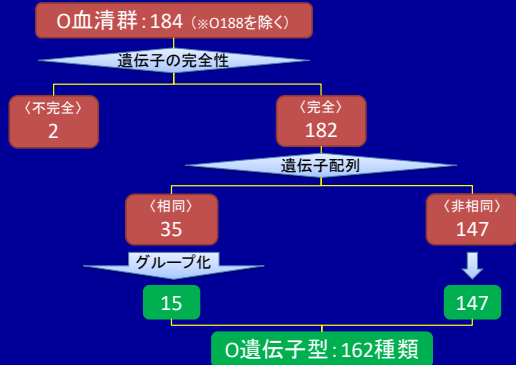 O血清群：184（※O188を除く）
遺伝子の完全性
〈不完全〉
2
〈完全〉
182
遺伝子配列
〈相同〉
35
〈非相同〉
147
グループ化
15
147
O遺伝子型：162種類